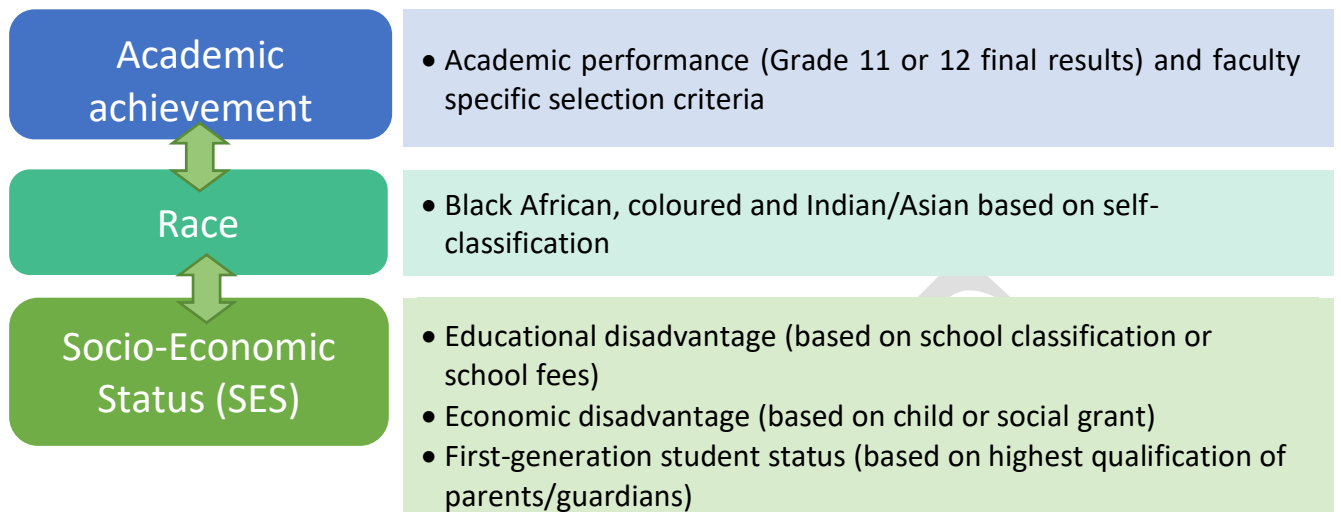 Academic
achievement
• Academic performance (Grade 11 or 12 final results) and faculty
specific selection criteria
Race
• Black African, coloured and Indian/Asian based on self-
classification
Socio-Economic
Status (SES)
• Educational disadvantage (based on school classification or
school fees)
• Economic disadvantage (based on child or social grant)
• First-generation student status (based on highest qualification of
parents/guardians)